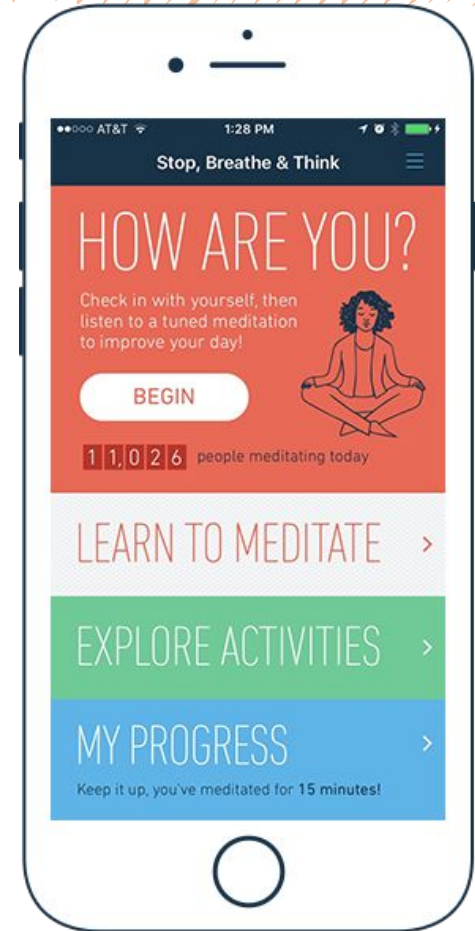 AT&T 1:28 PM
Stop, Breathe & Think
HOW ARE YOU?
Check in with yourself, then
listen to a tuned meditation
to improve your day!
BEGIN
11,026 people meditating today
LEARN TO MEDITATE
EXPLORE ACTIVITIES
MY PROGRESS
Keep it up, you've meditated for 15 minutes!